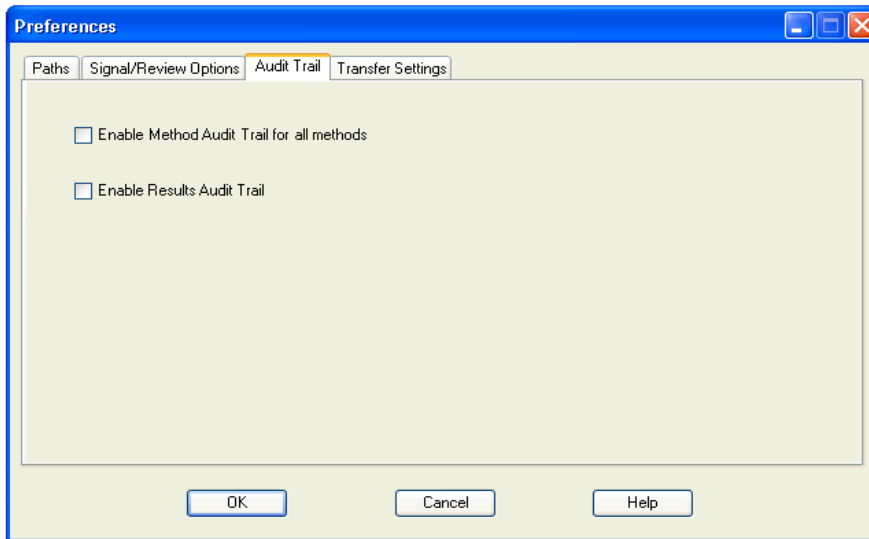 Preferences
Paths Signal/Review Options Audit Trail Transfer Settings
Enable Method Audit Trail for all methods
Enable Results Audit Trail
OK Cancel Help